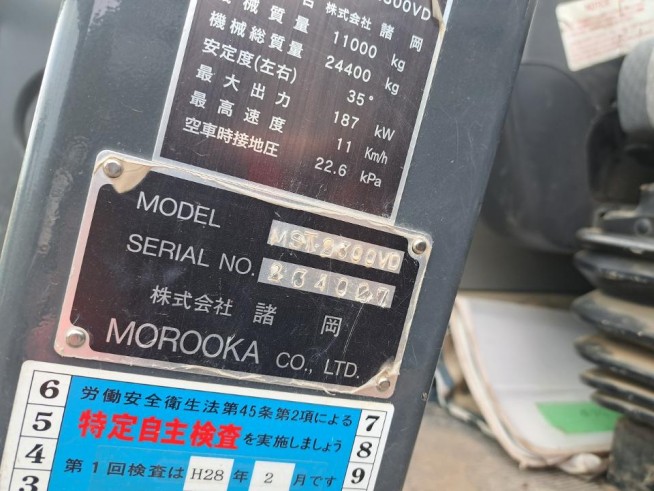 300VD
株式会社 諸岡
機械質量 11000 kg
機械総質量 24400 kg
安定度(左右) 35°
最大出力 187 kW
最高速度 11 Km/h
空車時接地圧 22.6 kPa
MODEL MST-2300VD
SERIAL NO.
株式会社 諸岡
MOROOKA CO., LTD.
労働安全衛生法第45条第2項による
特定自主検査を実施しましょう
第1回検査は H28 年 2 月です
6 7
5 8
4 9
3